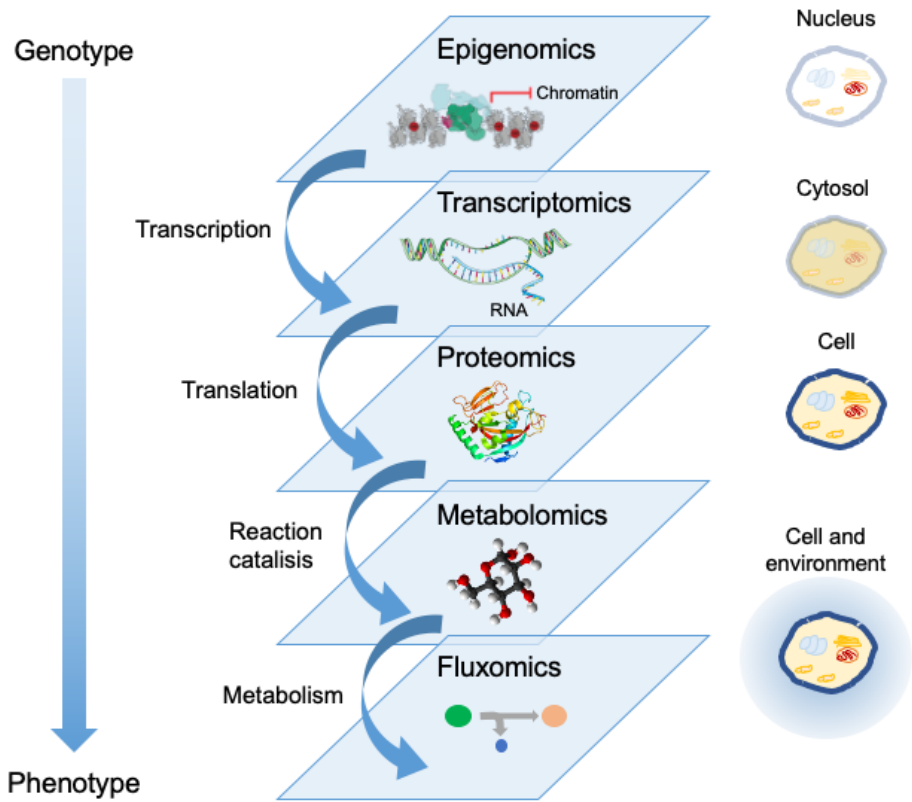 Genotype
Epigenomics
Chromatin
Nucleus
Transcription
Transcriptomics
RNA
Cytosol
Translation
Proteomics
Cell
Reaction
catalisis
Metabolomics
Cell and
environment
Metabolism
Fluxomics
Phenotype